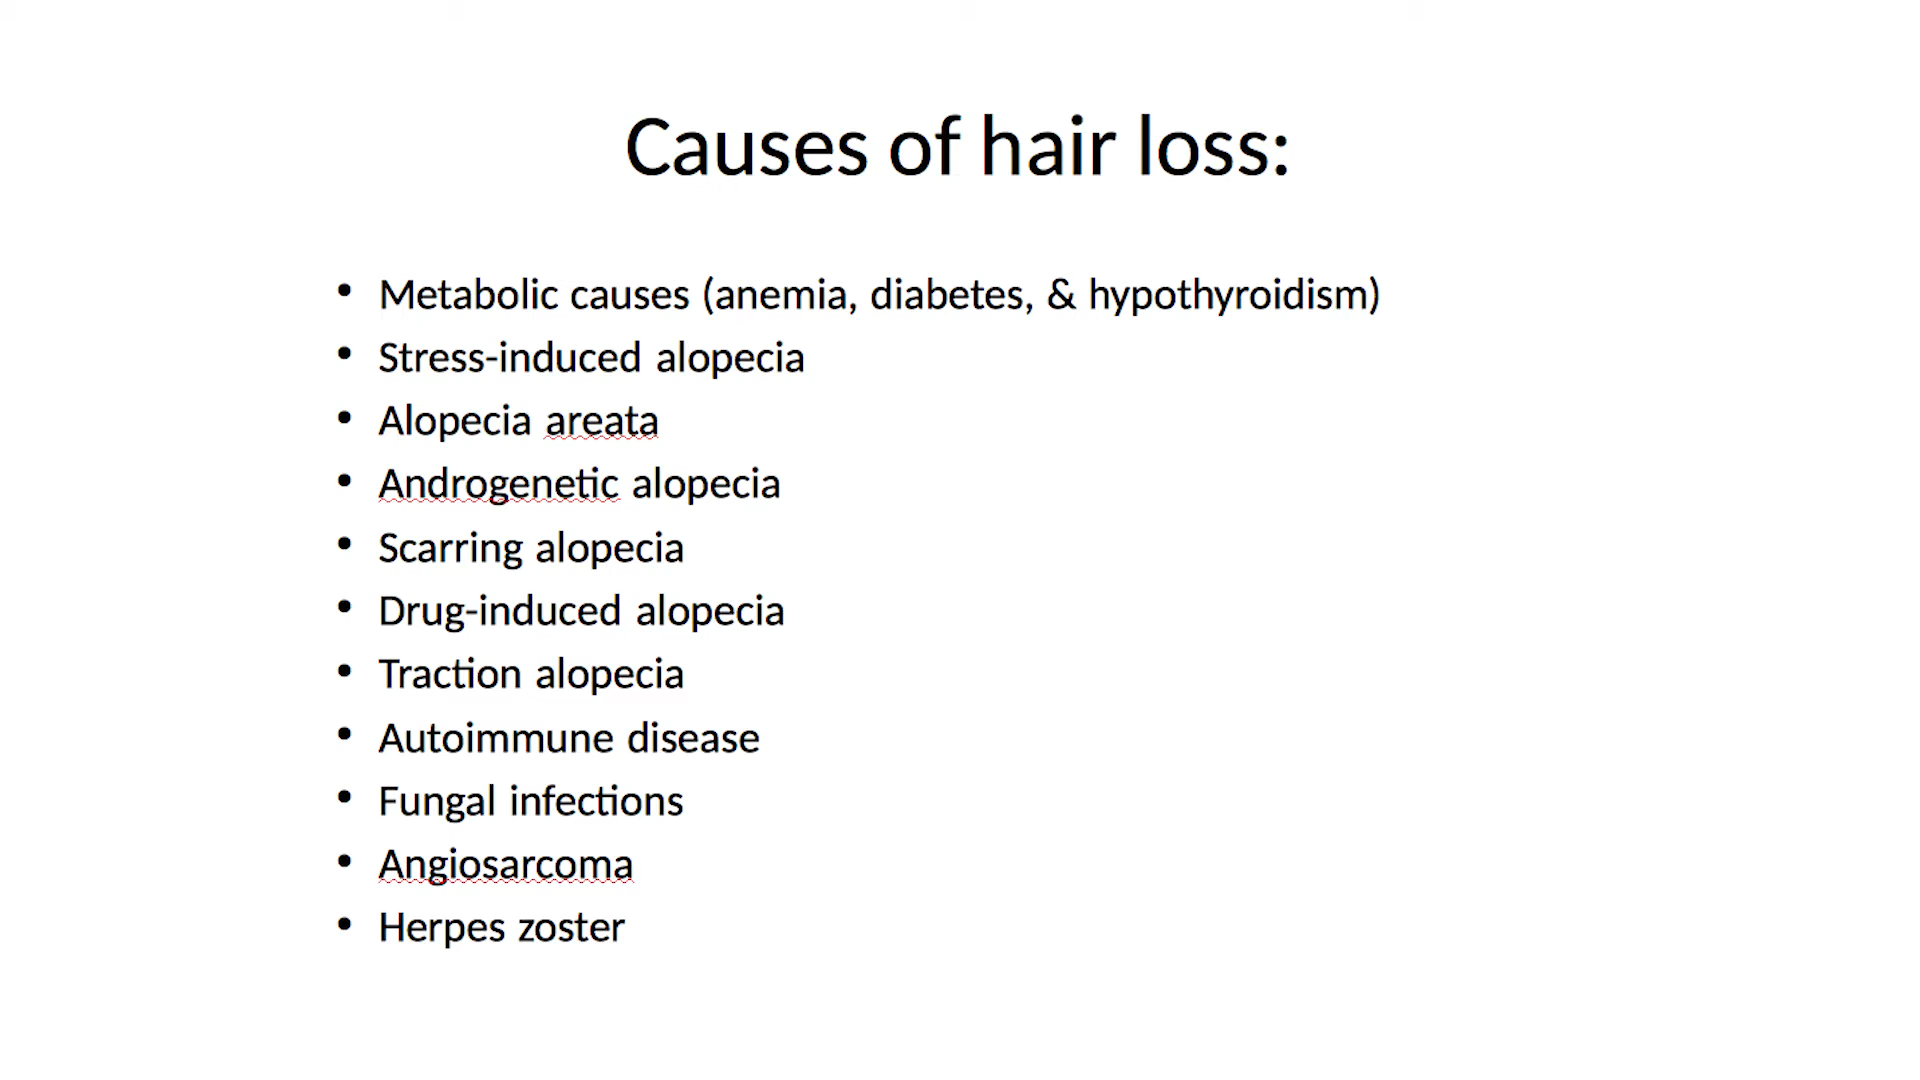 Causes of hair loss:
• Metabolic causes (anemia, diabetes, & hypothyroidism)
• Stress-induced alopecia
• Alopecia areata
• Androgenetic alopecia
• Scarring alopecia
• Drug-induced alopecia
• Traction alopecia
• Autoimmune disease
• Fungal infections
• Angiosarcoma
• Herpes zoster